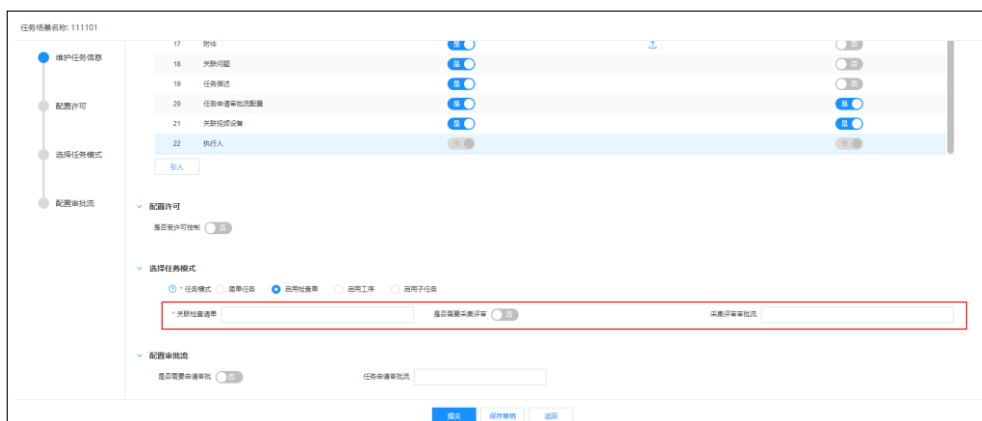 任务场景名称: 111101
维护任务信息
配置许可
选择任务模式
配置审批流
17 附件 是 否
18 关联问题 是 否
19 任务描述 是 否
20 任务申请审批流配置 是 是
21 关联视频设备 是 是
22 执行人 是 是
引入
配置许可
是否受许可控制 否
选择任务模式
* 任务模式 简单任务 启用检查单 启用工序 启用子任务
* 关联检查清单 是否需要采集评审 否 采集评审审批流
配置审批流
是否需要申请审批 否 任务申请审批流
提交 保存草稿 返回